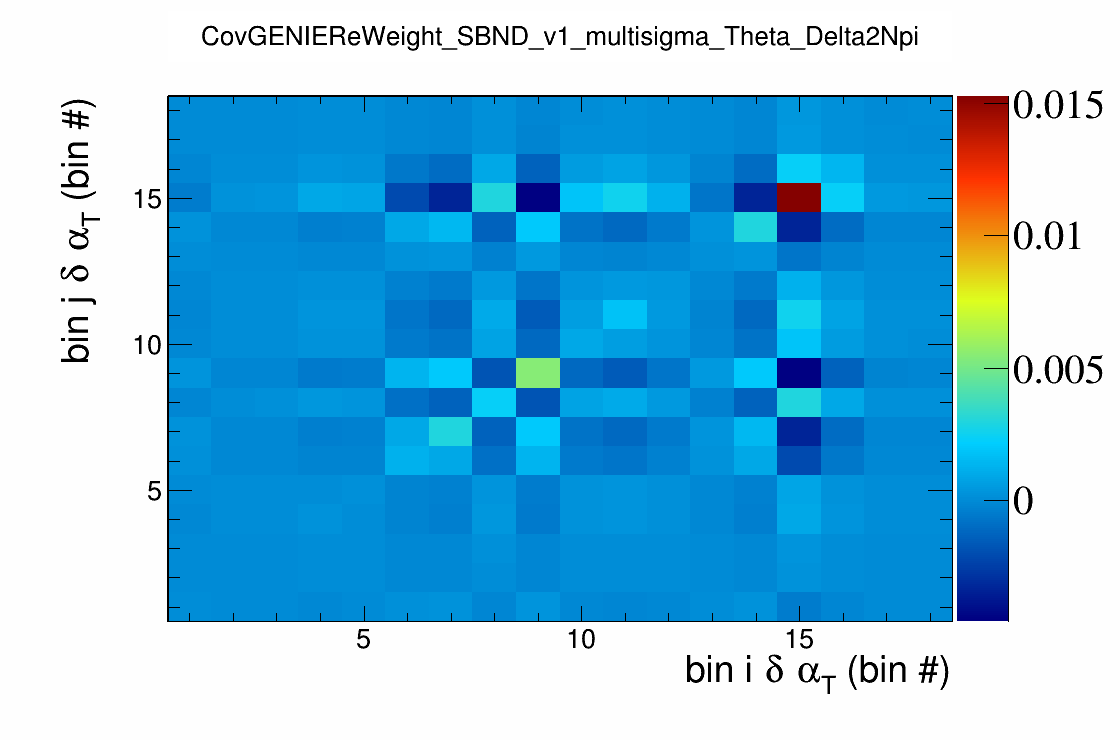 CovGENIEReWeight_SBND_v1_multisigma_Theta_Delta2Npi
bin j δ α_T (bin #)
15
10
5
5 10 15
bin i δ α_T (bin #)
0.015
0.01
0.005
0